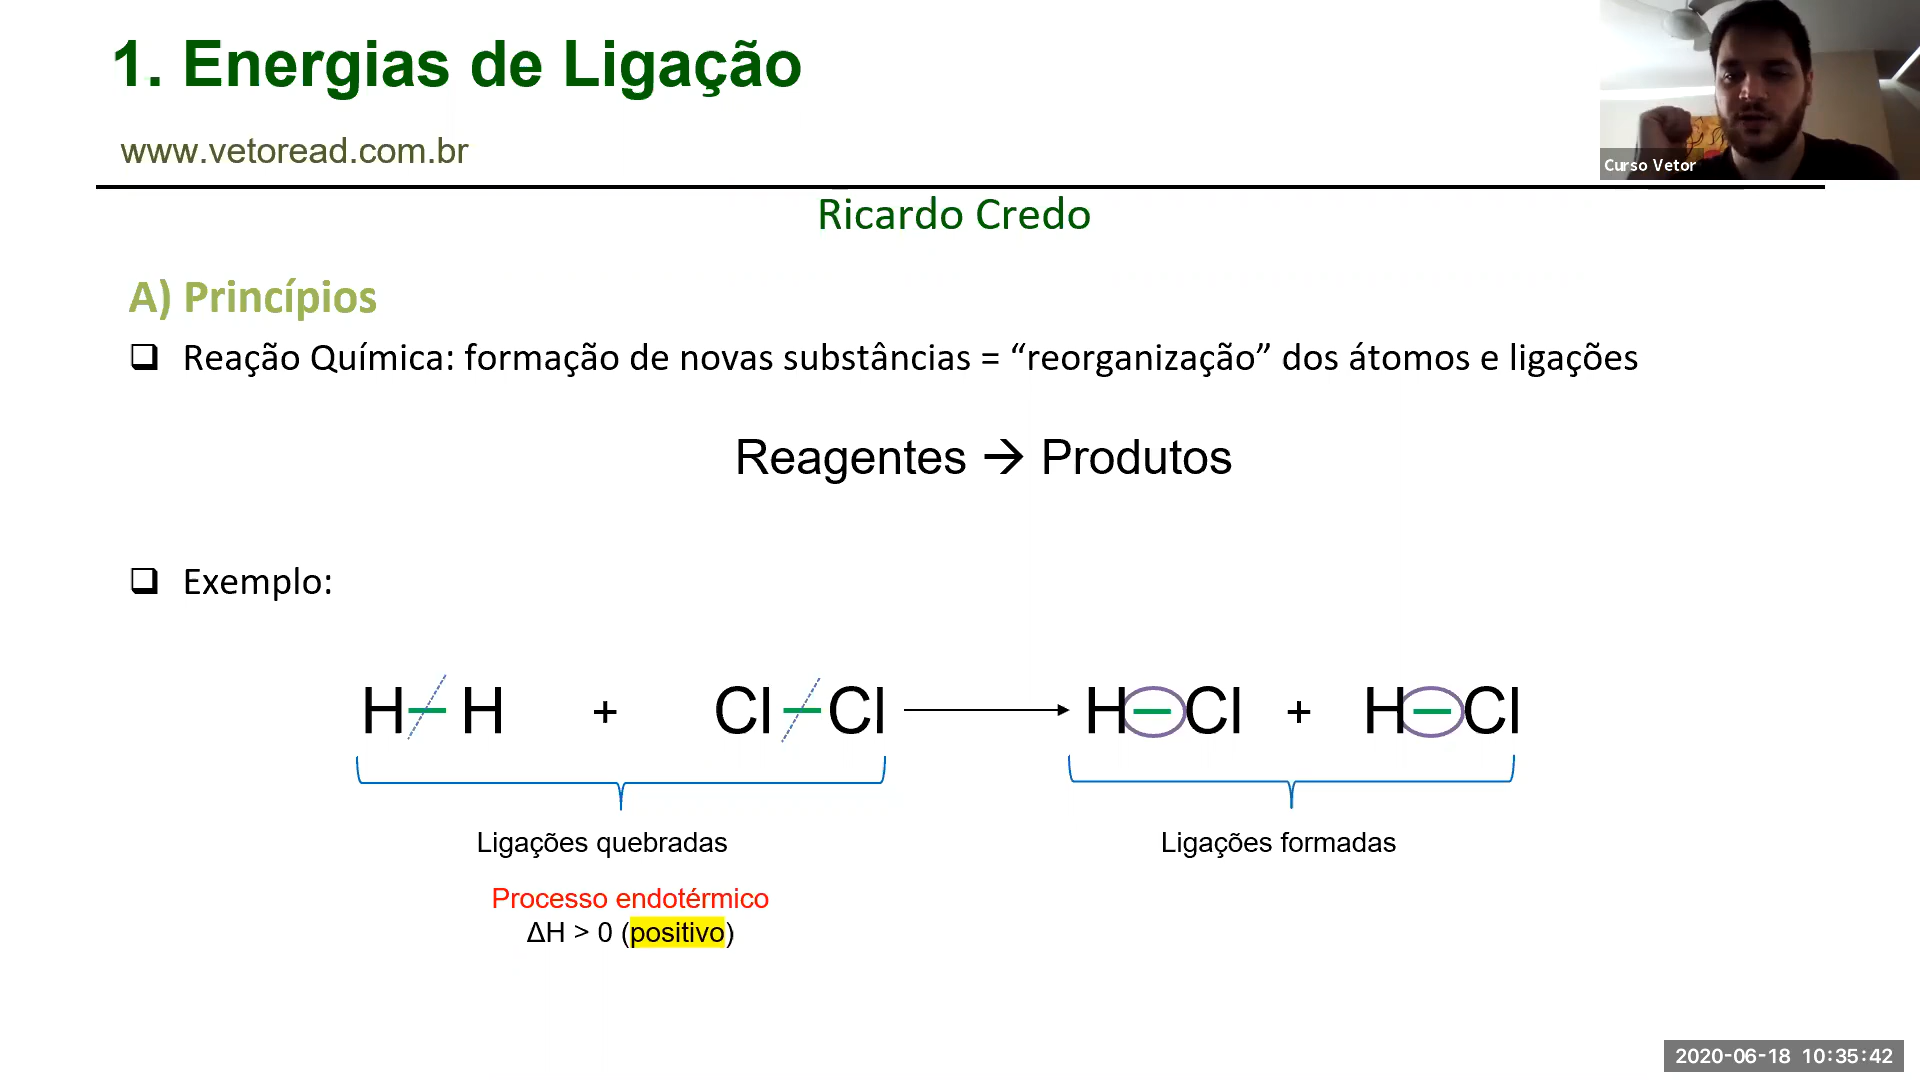 1. Energias de Ligação
www.vetoread.com.br
Curso Vetor
Ricardo Credo
A) Princípios
Reação Química: formação de novas substâncias = “reorganização” dos átomos e ligações
Reagentes → Produtos
Exemplo:
H – H + Cl – Cl → H – Cl + H – Cl
Ligações quebradas
Ligações formadas
Processo endotérmico
ΔH > 0 (positivo)
2020-06-18 10:35:42